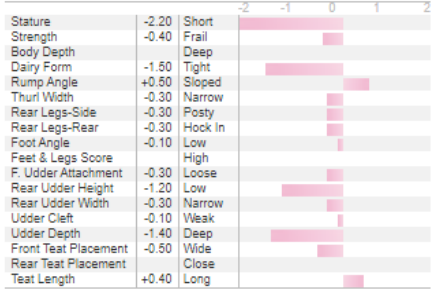 -2 -1 0 1 2
Stature -2.20 Short
Strength -0.40 Frail
Body Depth Deep
Dairy Form -1.50 Tight
Rump Angle +0.50 Sloped
Thurl Width -0.30 Narrow
Rear Legs-Side -0.30 Posty
Rear Legs-Rear -0.30 Hock In
Foot Angle -0.10 Low
Feet & Legs Score High
F. Udder Attachment -0.30 Loose
Rear Udder Height -1.20 Low
Rear Udder Width -0.30 Narrow
Udder Cleft -0.10 Weak
Udder Depth -1.40 Deep
Front Teat Placement -0.50 Wide
Rear Teat Placement Close
Teat Length +0.40 Long